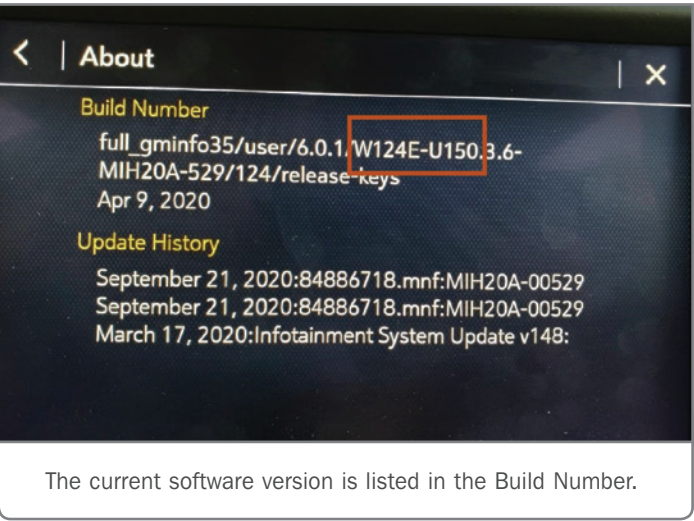 About
Build Number
full_gminfo35/user/6.0.1/W124E-U150.3.6-
MIH20A-529/124/release-keys
Apr 9, 2020
Update History
September 21, 2020:84886718.mnf:MIH20A-00529
September 21, 2020:84886718.mnf:MIH20A-00529
March 17, 2020:Infotainment System Update v148:
The current software version is listed in the Build Number.